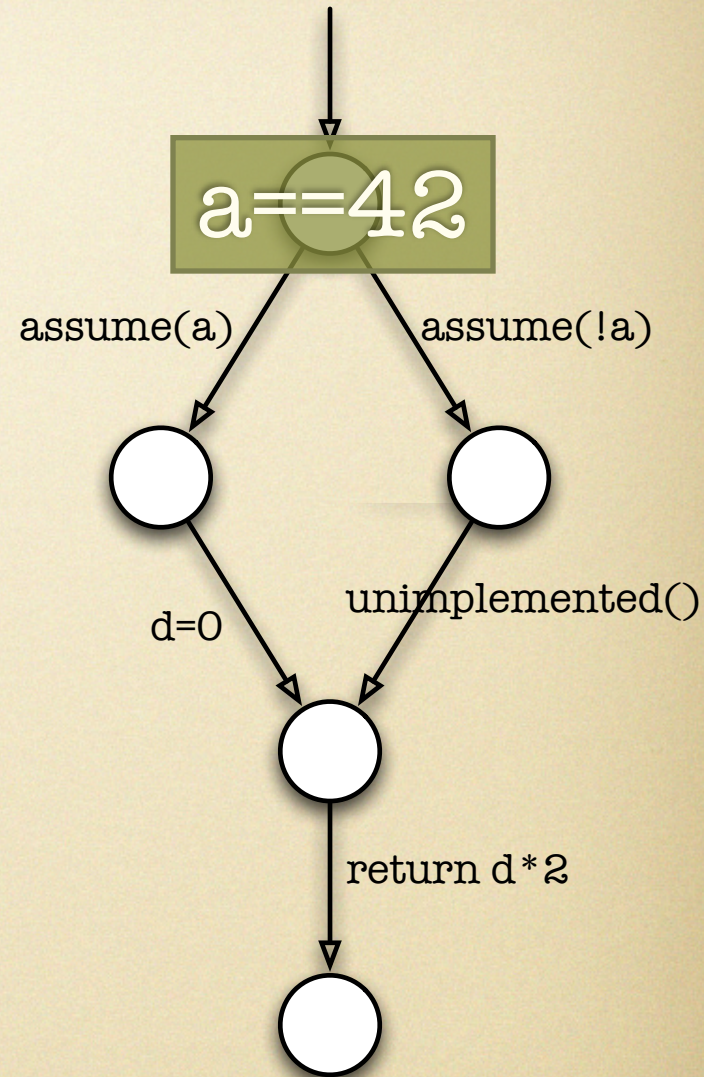 a==42
assume(a)
assume(!a)
unimplemented()
d=0
return d*2